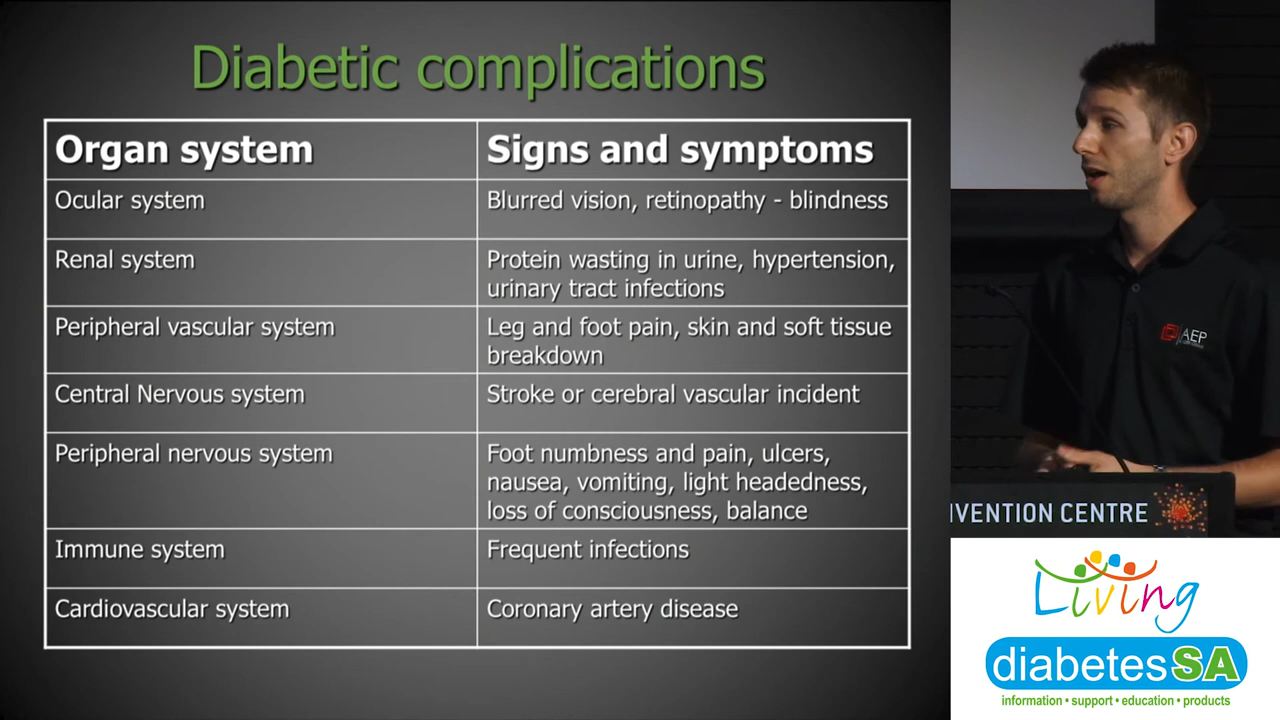 Diabetic complications
Organ system
Signs and symptoms
Ocular system
Blurred vision, retinopathy - blindness
Renal system
Protein wasting in urine, hypertension,
urinary tract infections
Peripheral vascular system
Leg and foot pain, skin and soft tissue
breakdown
Central Nervous system
Stroke or cerebral vascular incident
Peripheral nervous system
Foot numbness and pain, ulcers,
nausea, vomiting, light headedness,
loss of consciousness, balance
Immune system
Frequent infections
Cardiovascular system
Coronary artery disease
AEP
NVENTION CENTRE
Living
diabetesSA
information • support • education • products